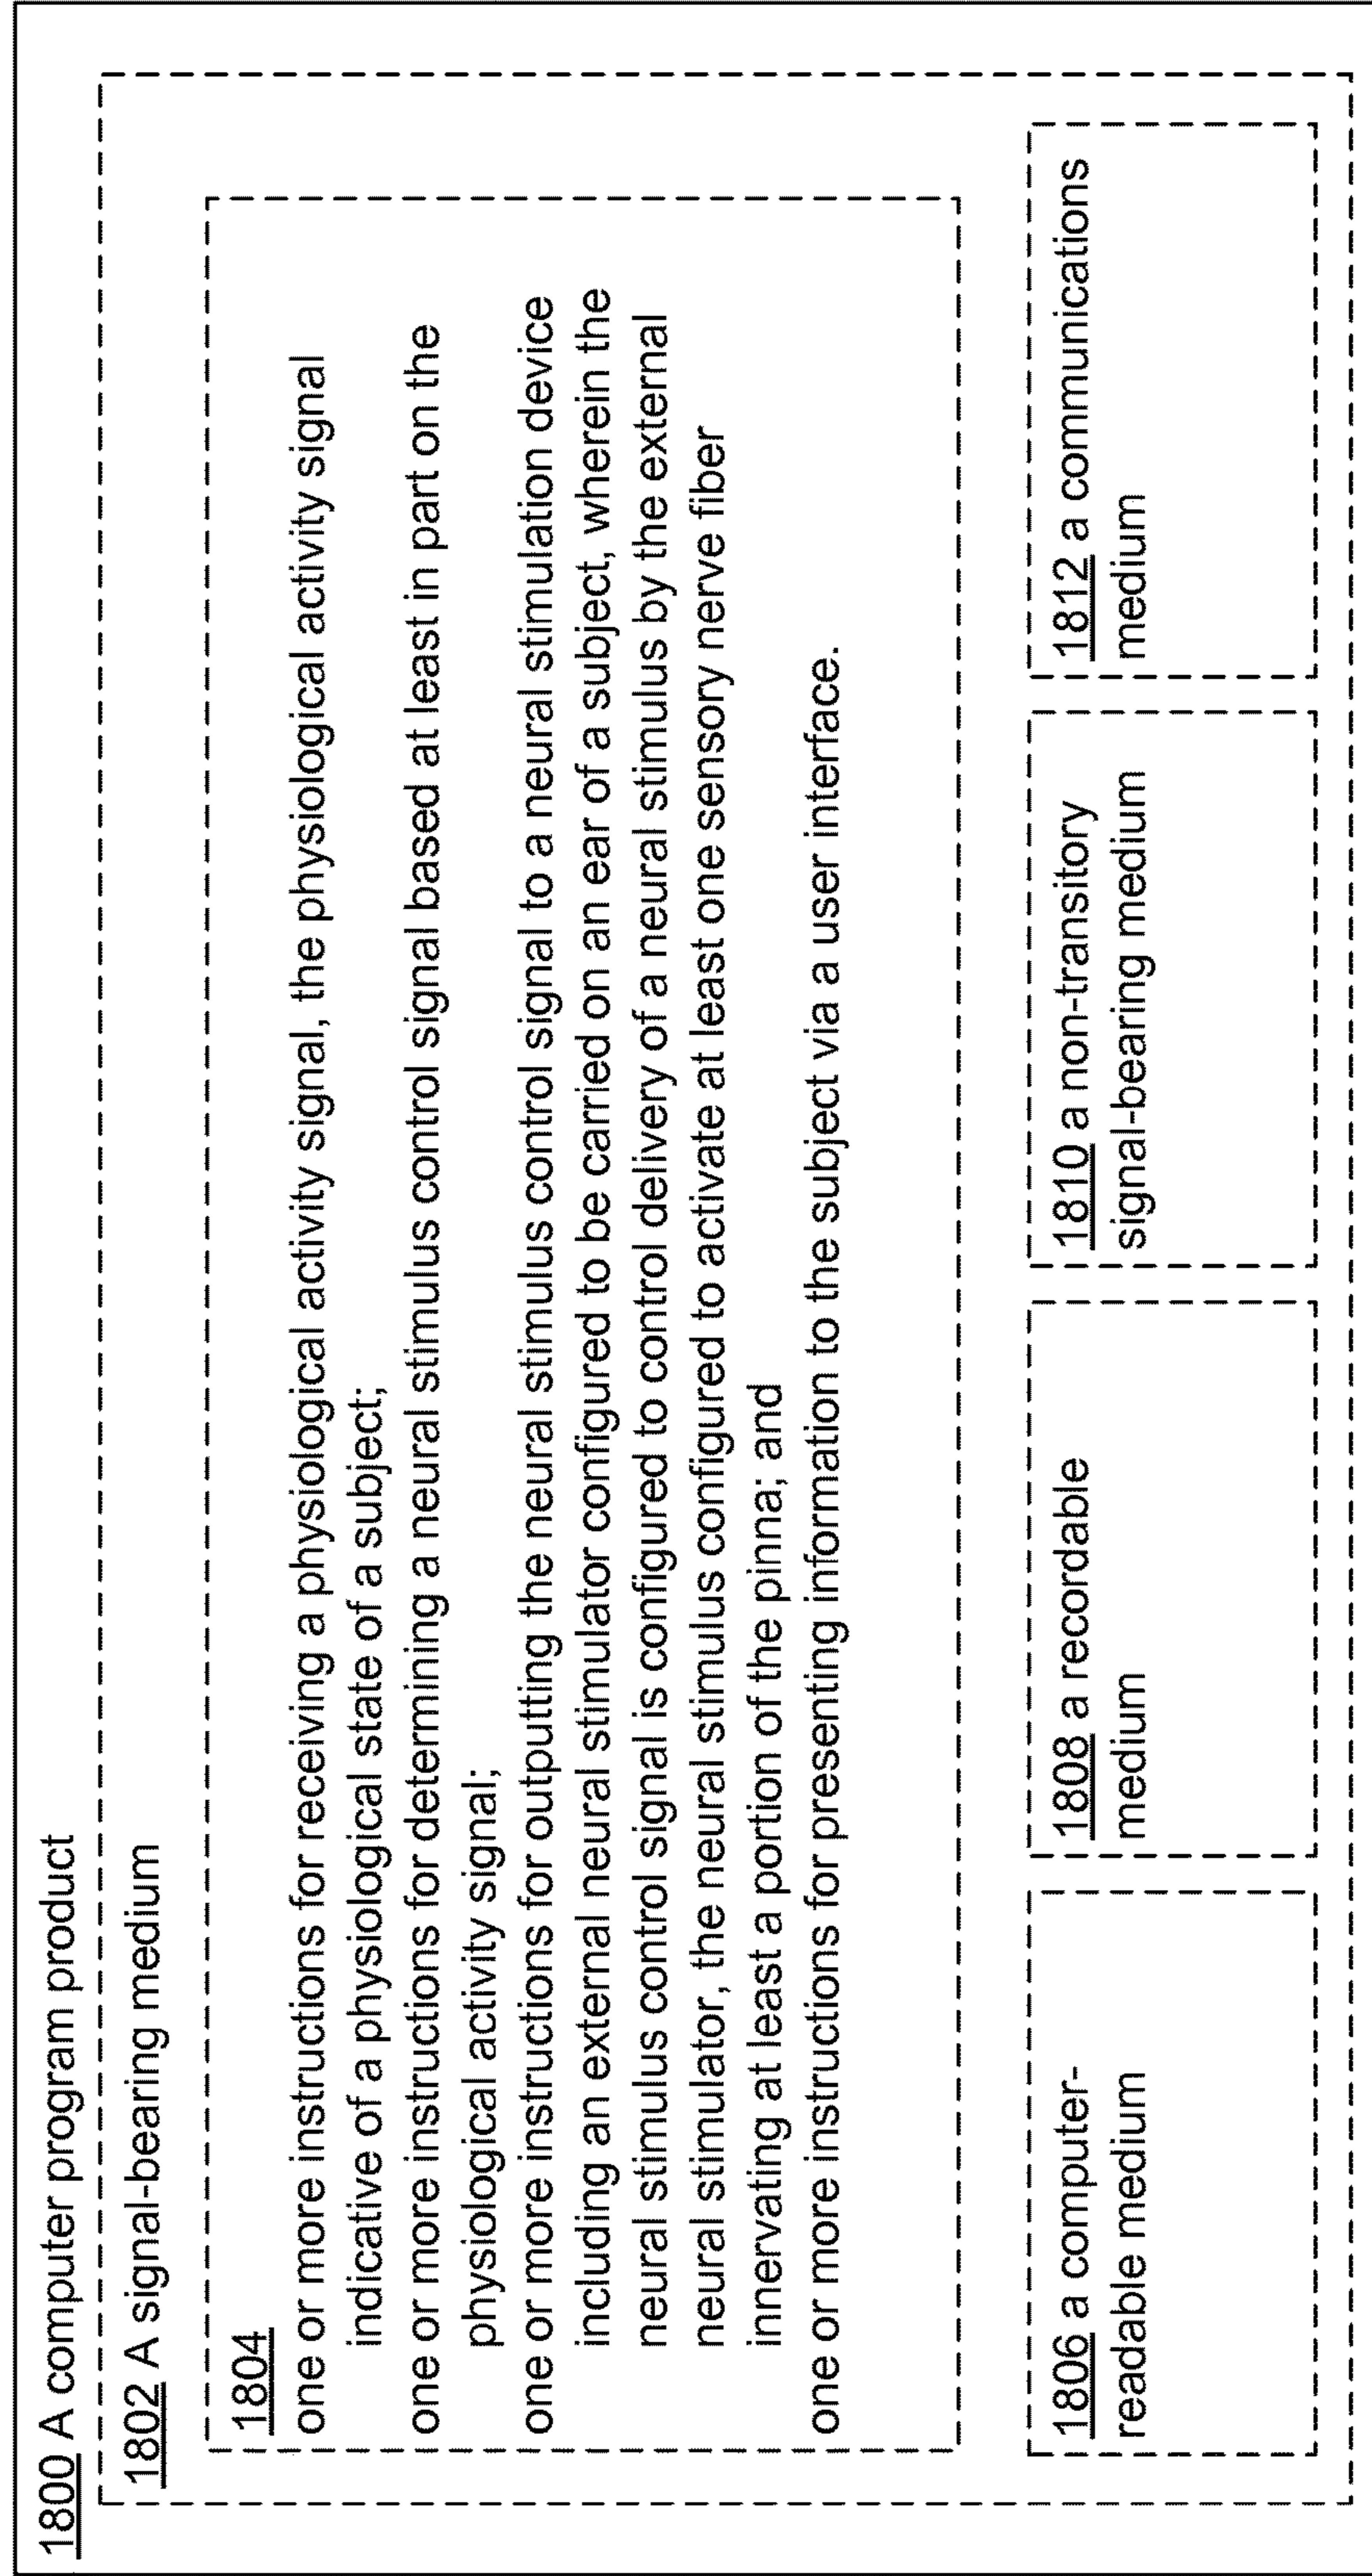 1800 A computer program product
1802 A signal-bearing medium
1804
one or more instructions for receiving a physiological activity signal, the physiological activity signal
indicative of a physiological state of a subject;
one or more instructions for determining a neural stimulus control signal based at least in part on the
physiological activity signal;
one or more instructions for outputting the neural stimulus control signal to a neural stimulation device
including an external neural stimulator configured to be carried on an ear of a subject, wherein the
neural stimulus control signal is configured to control delivery of a neural stimulus by the external
neural stimulator, the neural stimulus configured to activate at least one sensory nerve fiber
innervating at least a portion of the pinna; and
one or more instructions for presenting information to the subject via a user interface.
1806 a computer-
readable medium
1808 a recordable
medium
1810 a non-transitory
signal-bearing medium
1812 a communications
medium